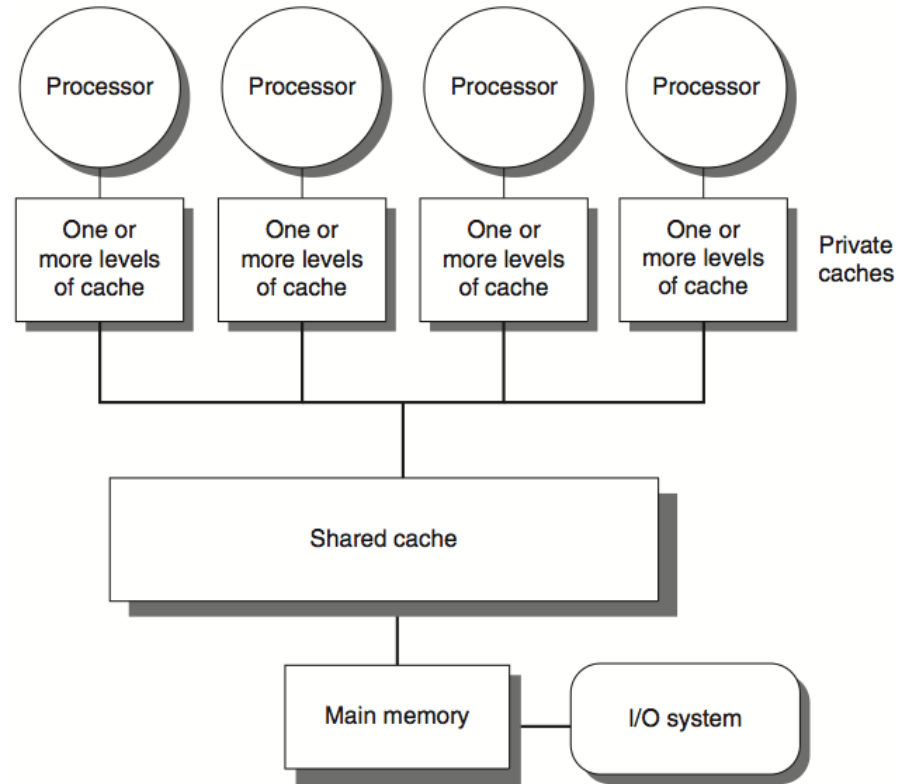 Processor
Processor
Processor
Processor
One or
more levels
of cache
One or
more levels
of cache
One or
more levels
of cache
One or
more levels
of cache
Private
caches
Shared cache
Main memory
I/O system